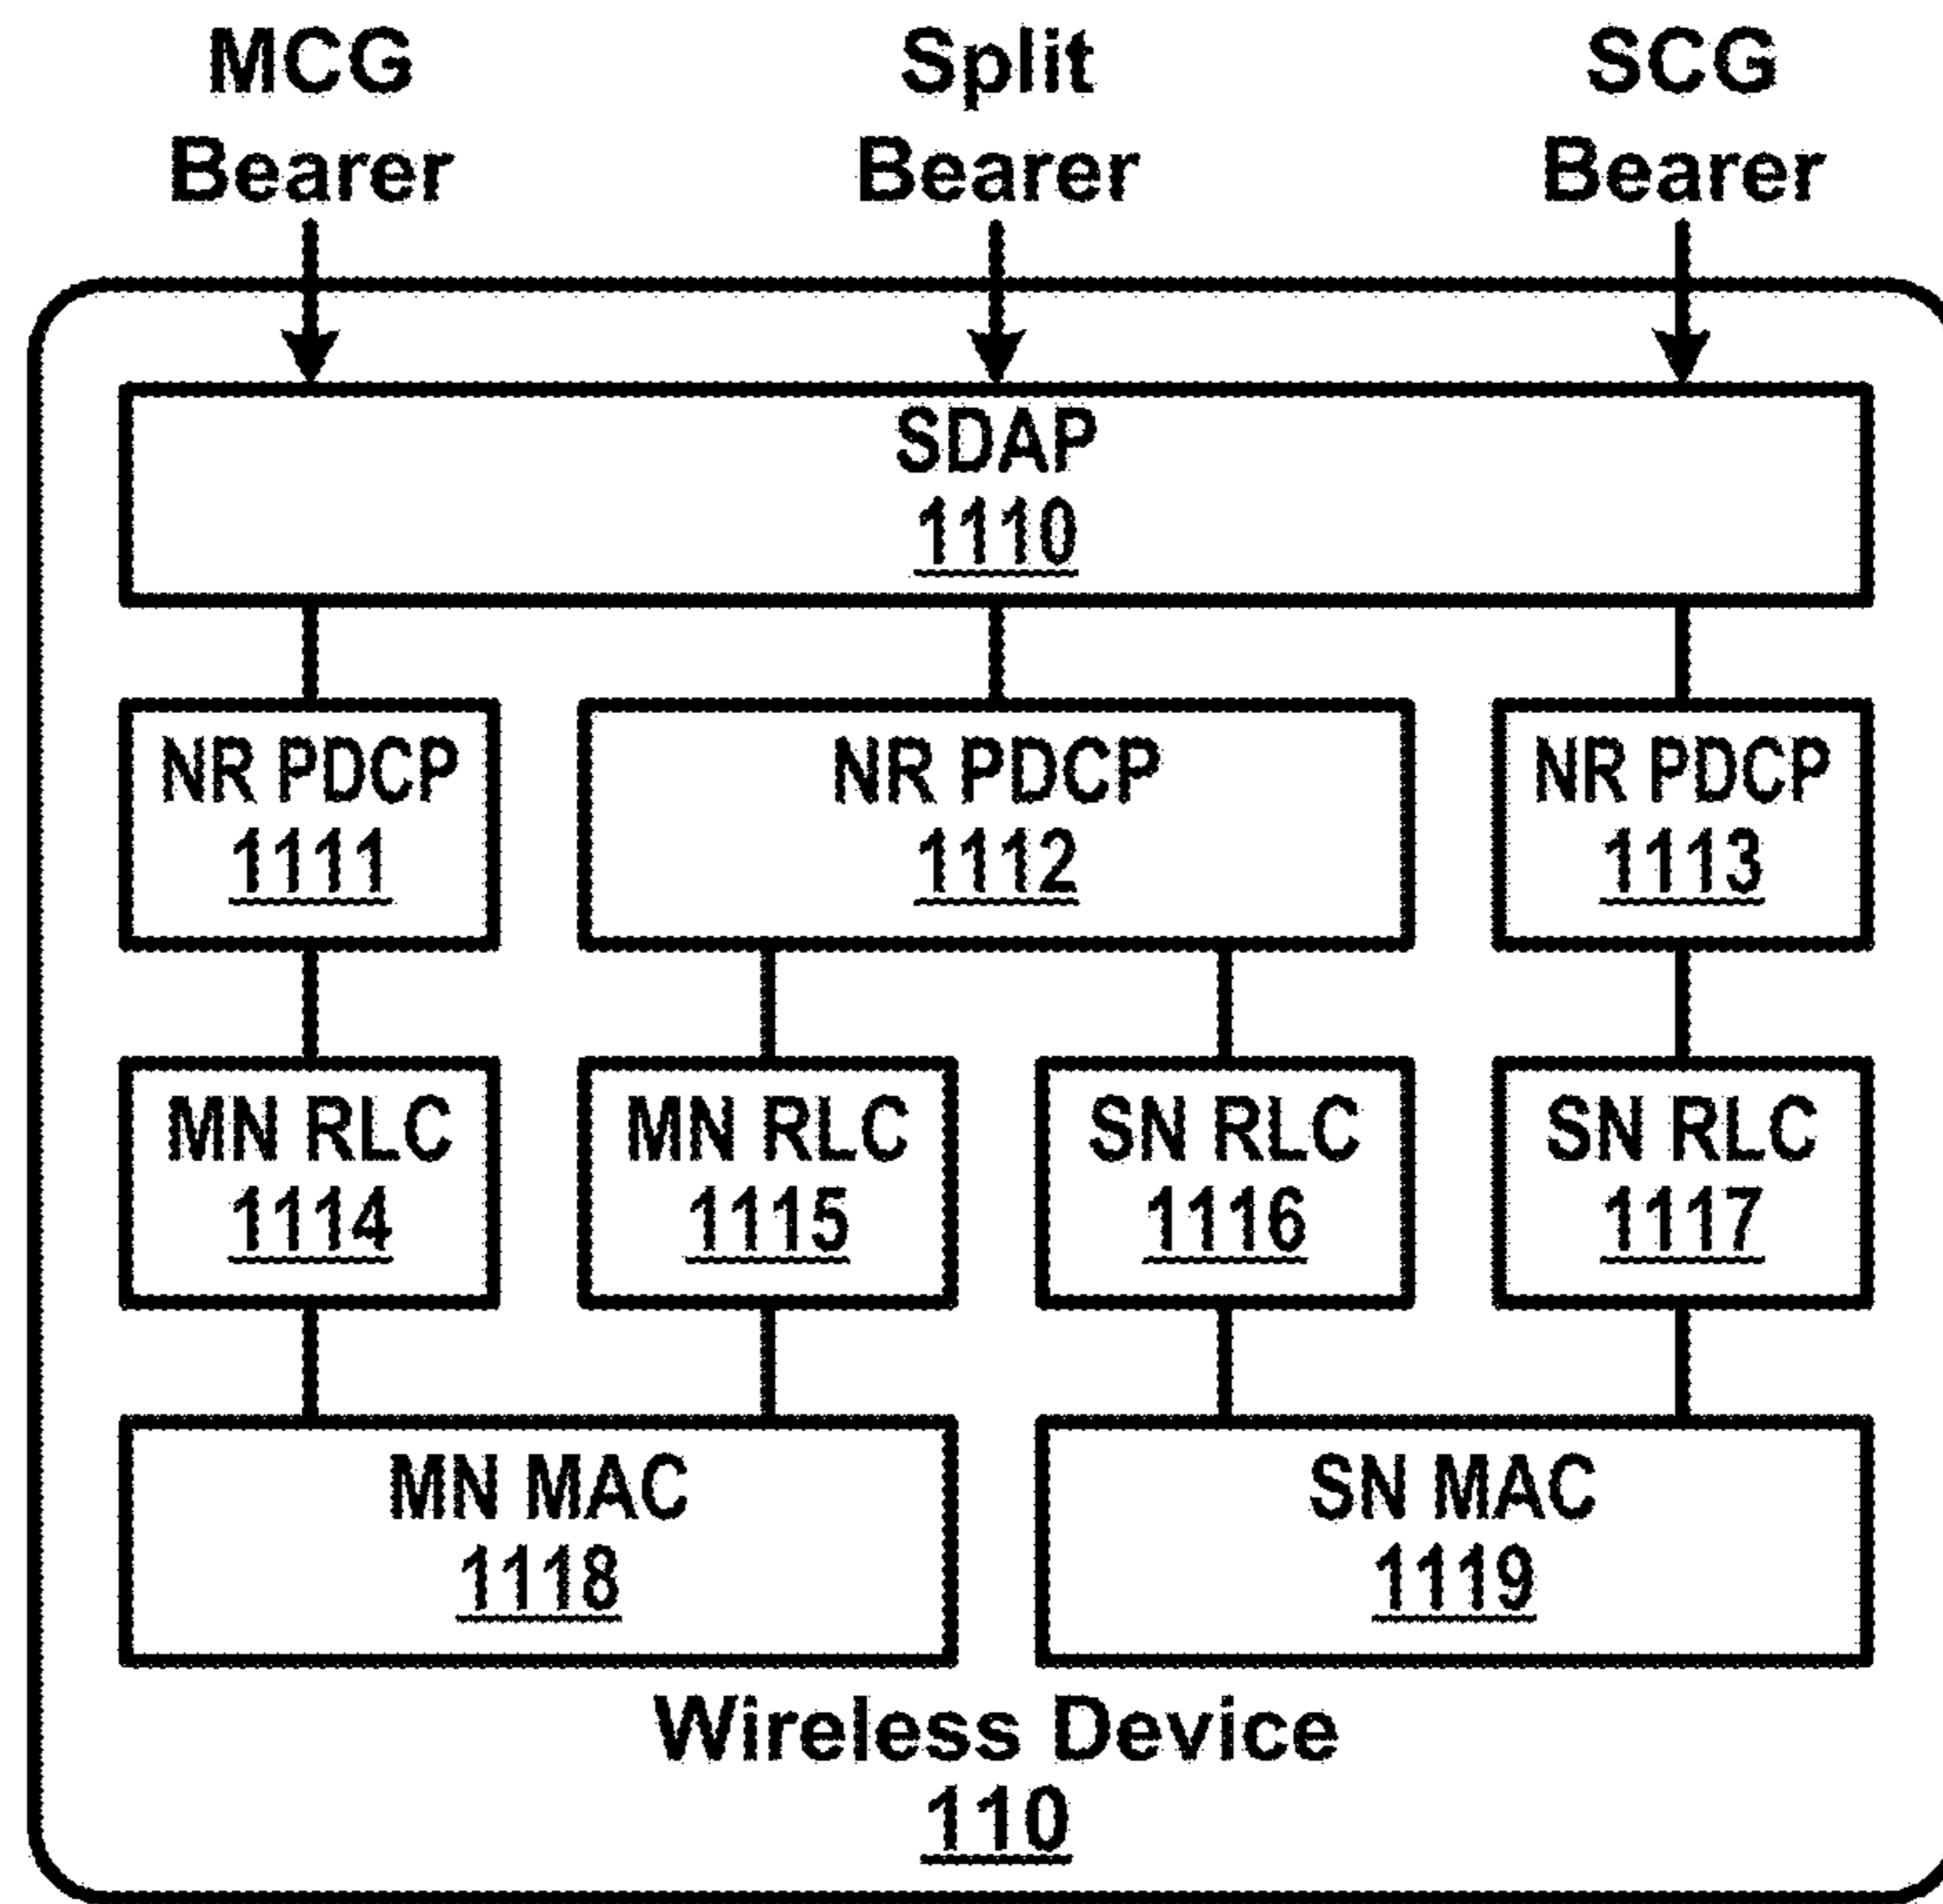 MCG
Bearer
Split
Bearer
SCG
Bearer
SDAP
1110
NR PDCP
1111
NR PDCP
1112
NR PDCP
1113
MN RLC
1114
MN RLC
1115
SN RLC
1116
SN RLC
1117
MN MAC
1118
SN MAC
1119
Wireless Device
110